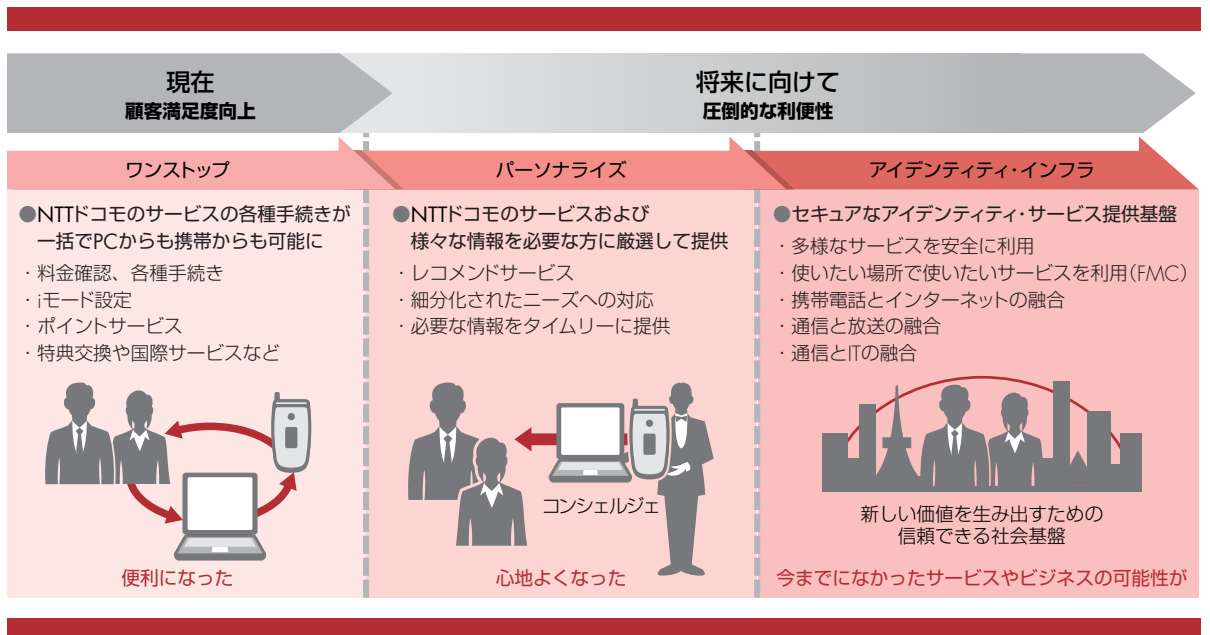 現在
顧客満足度向上
将来に向けて
圧倒的な利便性
ワンストップ
パーソナライズ
アイデンティティ・インフラ
●NTTドコモのサービスの各種手続きが
一括でPCからも携帯からも可能に
・料金確認、各種手続き
・iモード設定
・ポイントサービス
・特典交換や国際サービスなど
便利になった
●NTTドコモのサービスおよび
様々な情報を必要な方に厳選して提供
・レコメンドサービス
・細分化されたニーズへの対応
・必要な情報をタイムリーに提供
コンシェルジェ
心地よくなった
●セキュアなアイデンティティ・サービス提供基盤
・多様なサービスを安全に利用
・使いたい場所で使いたいサービスを利用(FMC)
・携帯電話とインターネットの融合
・通信と放送の融合
・通信とITの融合
新しい価値を生み出すための
信頼できる社会基盤
今までになかったサービスやビジネスの可能性が